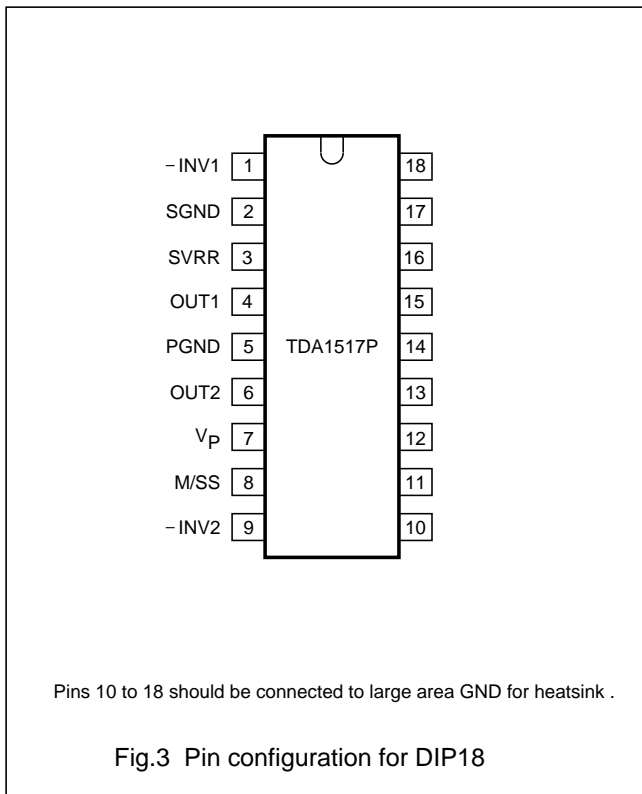 −INV1 1 18
SGND 2 17
SVRR 3 16
OUT1 4 15
PGND 5 TDA1517P 14
OUT2 6 13
VP 7 12
M/SS 8 11
−INV2 9 10
Pins 10 to 18 should be connected to large area GND for heatsink .
Fig.3 Pin configuration for DIP18